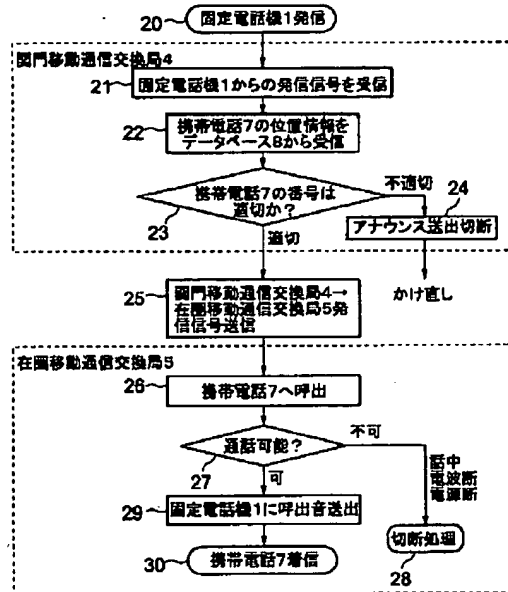 20 固定電話機1発信
関門移動通信交換局4
21 固定電話機1からの発信信号を受信
22 携帯電話7の位置情報を
データベース8から受信
携帯電話7の番号は
適切か?
23
不適切
24
アナウンス送出切断
適切
かけ直し
25 関門移動通信交換局4→
在圏移動通信交換局5発
信信号送信
在圏移動通信交換局5
26 携帯電話7へ呼出
通話可能?
27
不可
可
話中
電波断
電源断
29 固定電話機1に呼出音送出
切断処理
28
30 携帯電話7着信